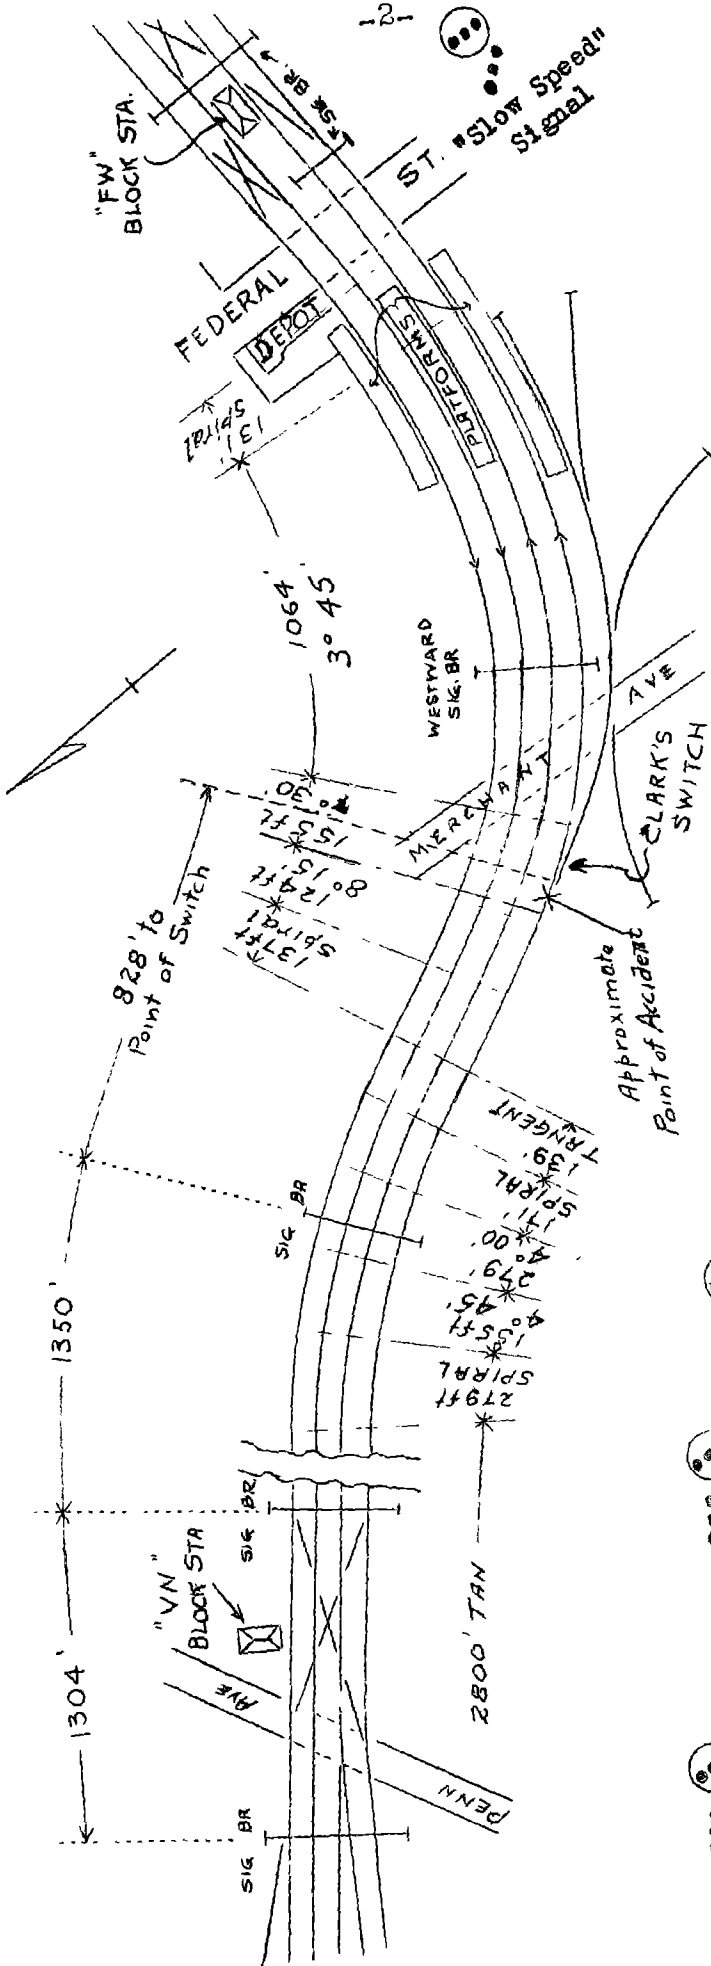 -2-
"Slow Speed"
Signal
SIG. BR.
"FW"
BLOCK STA.
FEDERAL ST.
DEPOT
PLATFORMS
131'
spiral
1064'
3° 45'
WESTWARD
SIG. BR
MERCHANT AVE
CLARK'S
SWITCH
Approximate
Point of Accident
828' to
Point of Switch
155 ft
124 ft
8° 15'
137 ft
spiral
139'
TANGENT
171'
SPIRAL
279'
4° 00'
155 ft
4° 45'
279 ft
SPIRAL
SIG BR
1350'
SIG BR
"VN"
BLOCK STA
2800' TAN
1304'
PENN AVE
SIG BR